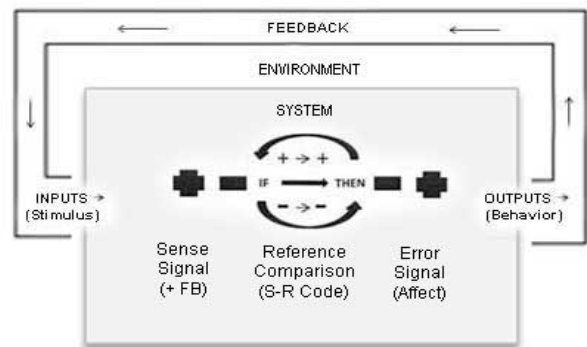 FEEDBACK
ENVIRONMENT
SYSTEM
+ → +
IF → THEN
- → -
INPUTS →
(Stimulus)
OUTPUTS →
(Behavior)
Sense
Signal
(+ FB)
Reference
Comparison
(S-R Code)
Error
Signal
(Affect)